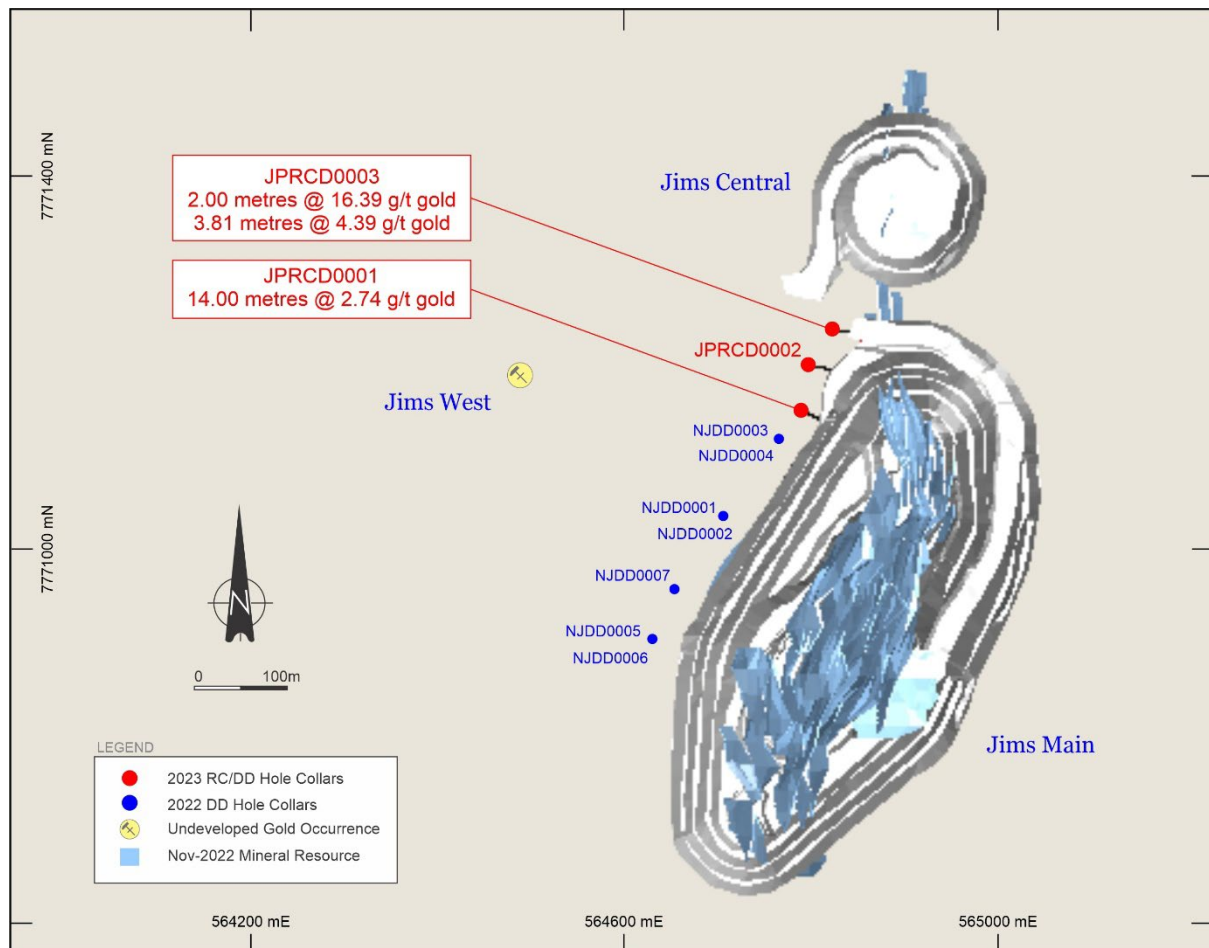 7771400 mN
JPRCD0003
2.00 metres @ 16.39 g/t gold
3.81 metres @ 4.39 g/t gold
Jims Central
JPRCD0001
14.00 metres @ 2.74 g/t gold
JPRCD0002
Jims West
NJDD0003
NJDD0004
NJDD0001
NJDD0002
7771000 mN
N
NJDD0007
NJDD0005
NJDD0006
0 100m
Jims Main
LEGEND
2023 RC/DD Hole Collars
2022 DD Hole Collars
Undeveloped Gold Occurrence
Nov-2022 Mineral Resource
564200 mE 564600 mE 565000 mE